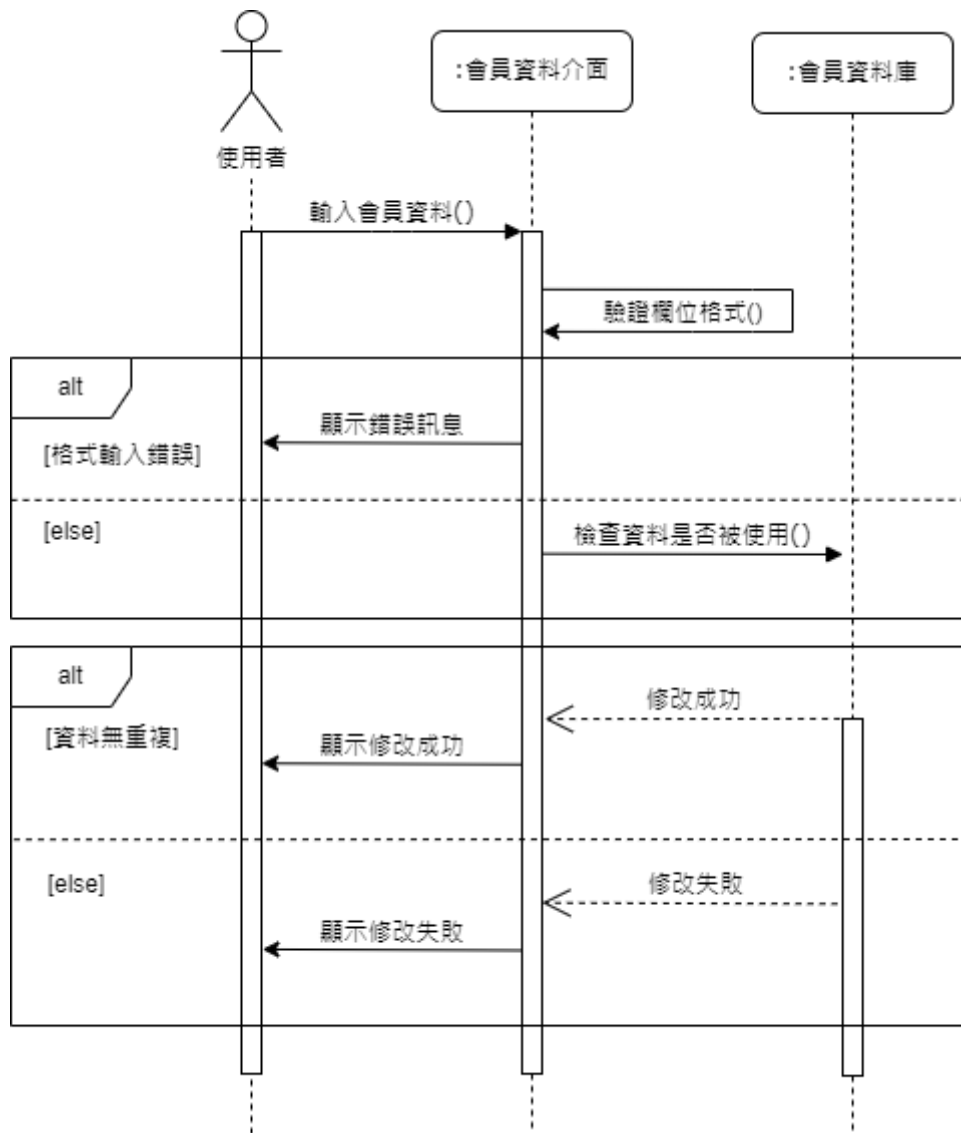 :會員資料介面
:會員資料庫
使用者
輸入會員資料()
驗證欄位格式()
alt
顯示錯誤訊息
[格式輸入錯誤]
[else]
檢查資料是否被使用()
alt
修改成功
[資料無重複]
顯示修改成功
[else]
修改失敗
顯示修改失敗